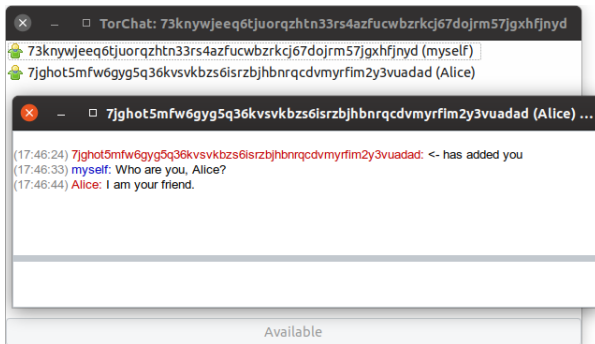 TorChat: 73knywjeeq6tjuorqzhtn33rs4azfucwbzrkcj67dojrm57jgxhfjnyd
73knywjeeq6tjuorqzhtn33rs4azfucwbzrkcj67dojrm57jgxhfjnyd (myself)
7jghot5mfw6gyg5q36kvsvkbzs6isrzbjhbnrqcdvmyrfim2y3vuadad (Alice)
7jghot5mfw6gyg5q36kvsvkbzs6isrzbjhbnrqcdvmyrfim2y3vuadad (Alice) ...
(17:46:24) 7jghot5mfw6gyg5q36kvsvkbzs6isrzbjhbnrqcdvmyrfim2y3vuadad: <- has added you
(17:46:33) myself: Who are you, Alice?
(17:46:44) Alice: I am your friend.
Available